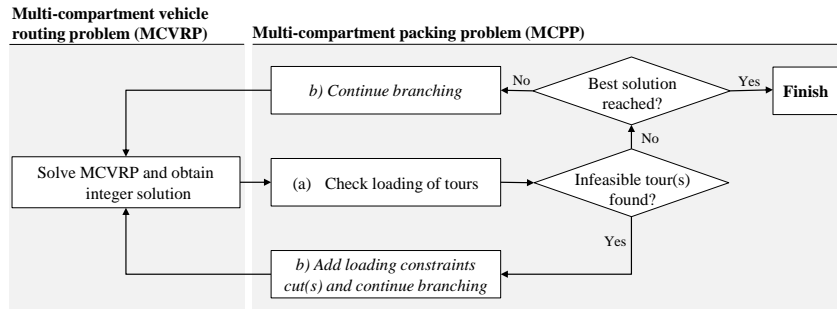 Multi-compartment vehicle
routing problem (MCVRP)
Multi-compartment packing problem (MCPP)
b) Continue branching
No
Best solution
reached?
Yes
Finish
No
Solve MCVRP and obtain
integer solution
(a) Check loading of tours
Infeasible tour(s)
found?
Yes
b) Add loading constraints
cut(s) and continue branching